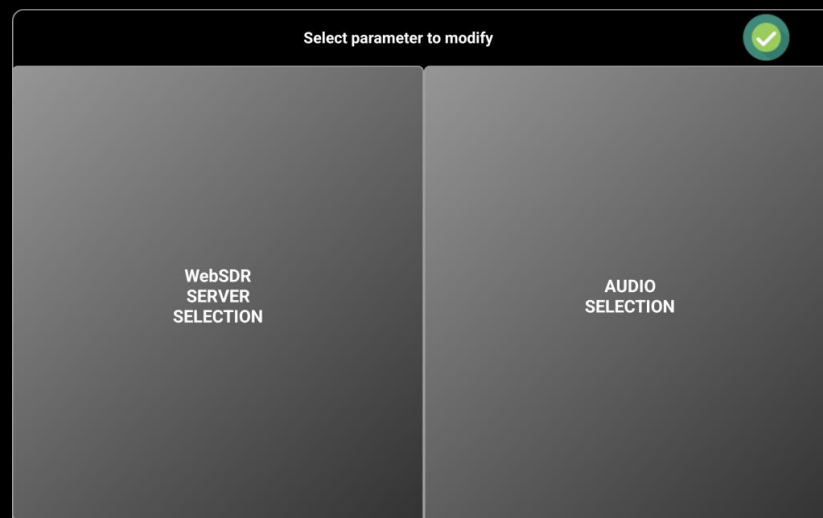 Select parameter to modify
WebSDR
SERVER
SELECTION
AUDIO
SELECTION